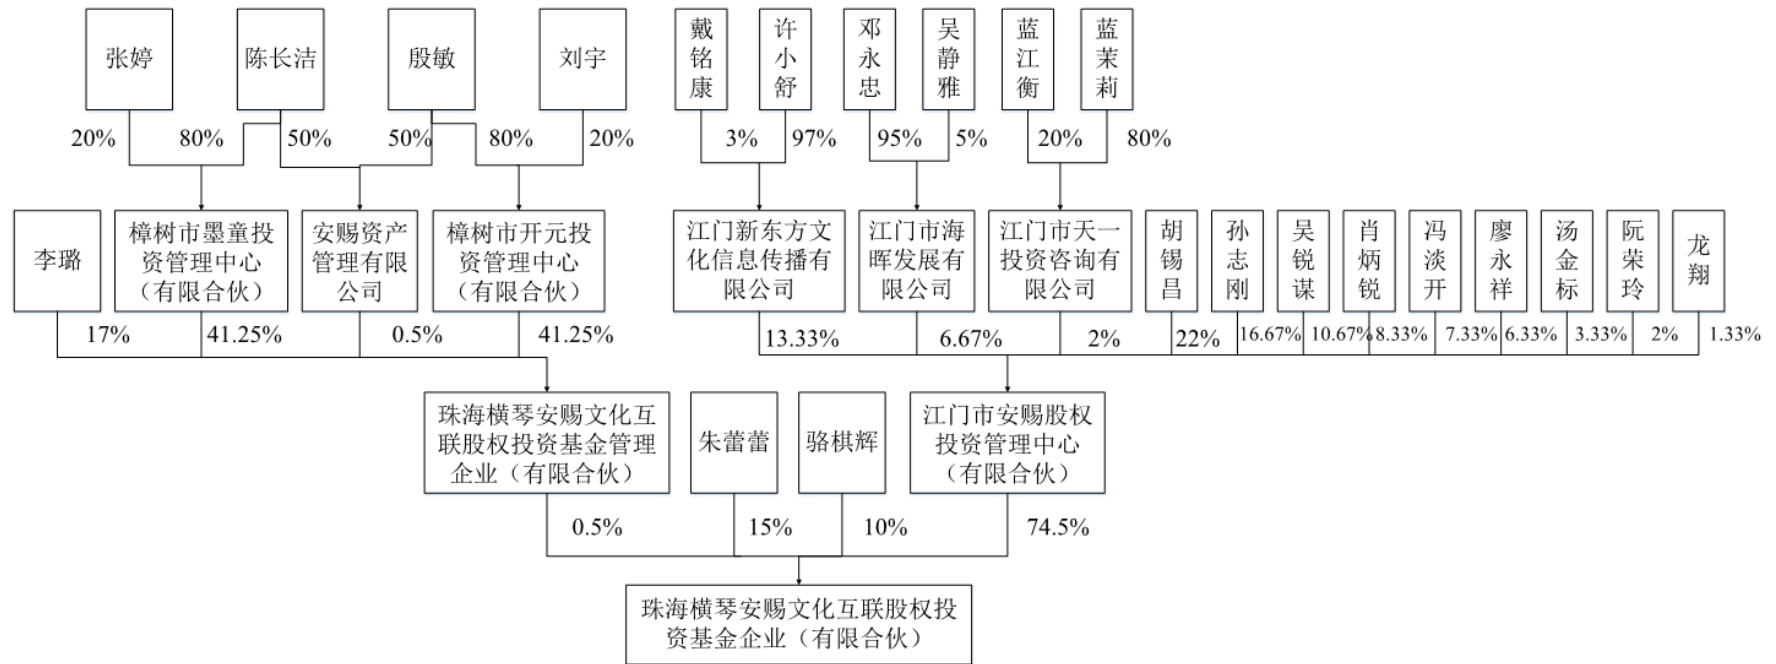 张婷
陈长洁
殷敏
刘宇
戴铭康
许小舒
邓永忠
吴静雅
蓝江衡
蓝茉莉
20%
80%
50%
50%
80%
20%
3%
97%
95%
5%
20%
80%
李璐
樟树市墨童投
资管理中心
（有限合伙）
安赐资产
管理有限
公司
樟树市开元投
资管理中心
（有限合伙）
江门新东方文
化信息传播有
限公司
江门市海
晖发展有
限公司
江门市天一
投资咨询有
限公司
胡锡昌
孙志刚
吴锐谋
肖炳锐
冯淡开
廖永祥
汤金标
阮荣玲
龙翔
17%
41.25%
0.5%
41.25%
13.33%
6.67%
2%
22%
16.67%
10.67%
8.33%
7.33%
6.33%
3.33%
2%
1.33%
珠海横琴安赐文化互
联股权投资基金管理
企业（有限合伙）
朱蕾蕾
骆棋辉
江门市安赐股权
投资管理中心
（有限合伙）
0.5%
15%
10%
74.5%
珠海横琴安赐文化互联股权投
资基金企业（有限合伙）